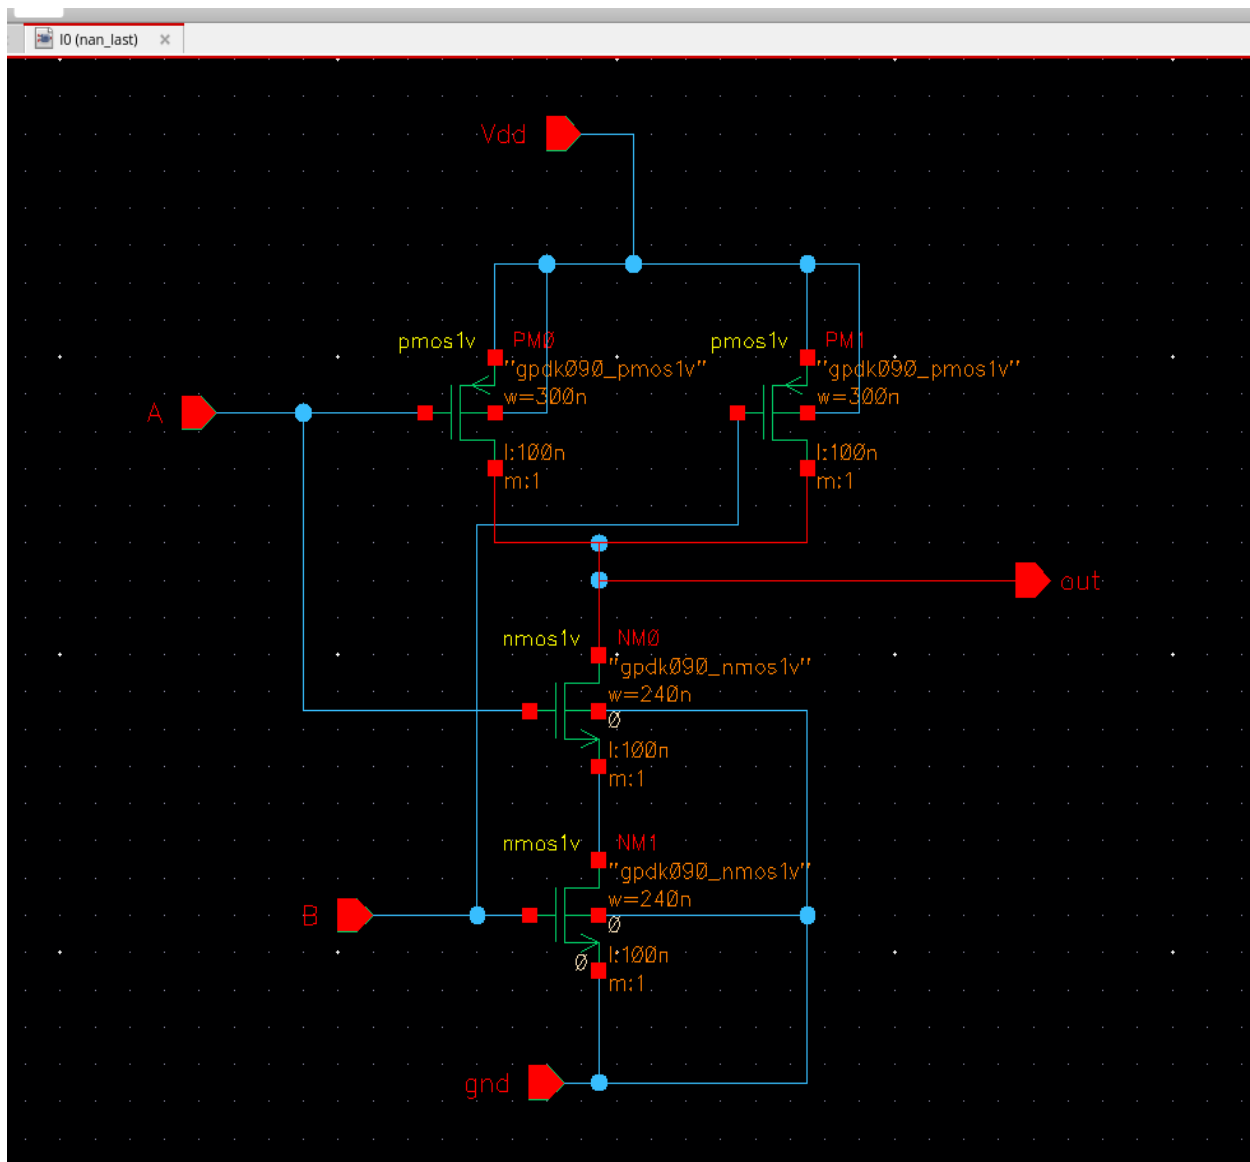 I0 (nan_last)
Vdd
pmos1v PM0
"gpdk090_pmos1v"
w=300n
l:100n
m:1
pmos1v PM1
"gpdk090_pmos1v"
w=300n
l:100n
m:1
A
out
nmos1v NM0
"gpdk090_nmos1v"
w=240n
0
l:100n
m:1
nmos1v NM1
"gpdk090_nmos1v"
w=240n
0
B
0 l:100n
m:1
gnd